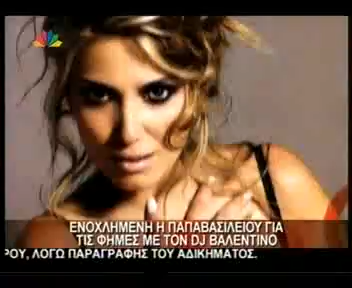 ΕΝΟΧΛΗΜΕΝΗ Η ΠΑΠΑΒΑΣΙΛΕΙΟΥ ΓΙΑ
ΤΙΣ ΦΗΜΕΣ ΜΕ ΤΟΝ DJ ΒΑΛΕΝΤΙΝΟ
ΡΟΥ, ΛΟΓΩ ΠΑΡΑΓΡΑΦΗΣ ΤΟΥ ΑΔΙΚΗΜΑΤΟΣ.